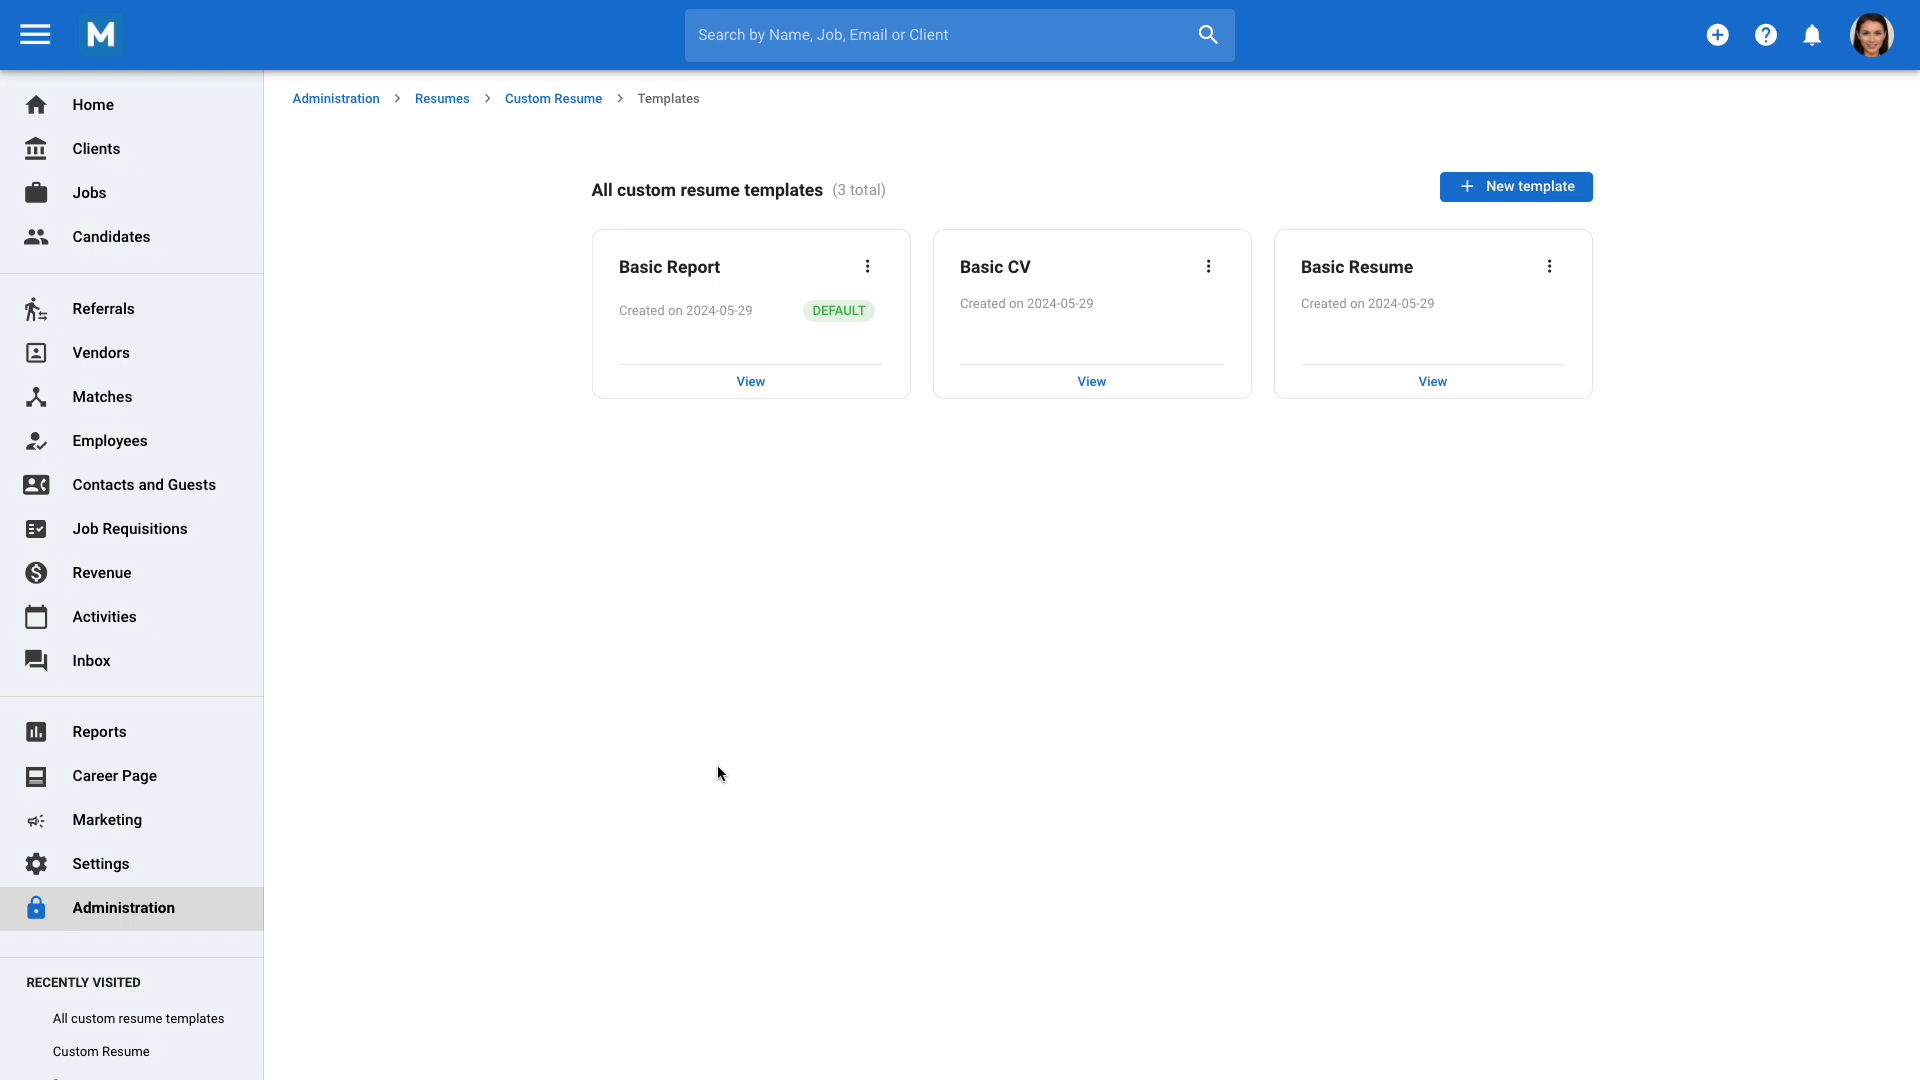 M
Search by Name, Job, Email or Client
Home
Clients
Jobs
Candidates
Referrals
Vendors
Matches
Employees
Contacts and Guests
Job Requisitions
Revenue
Activities
Inbox
Reports
Career Page
Marketing
Settings
Administration
RECENTLY VISITED
All custom resume templates
Custom Resume
Administration > Resumes > Custom Resume > Templates
All custom resume templates (3 total)
+ New template
Basic Report
Created on 2024-05-29 DEFAULT
View
Basic CV
Created on 2024-05-29
View
Basic Resume
Created on 2024-05-29
View